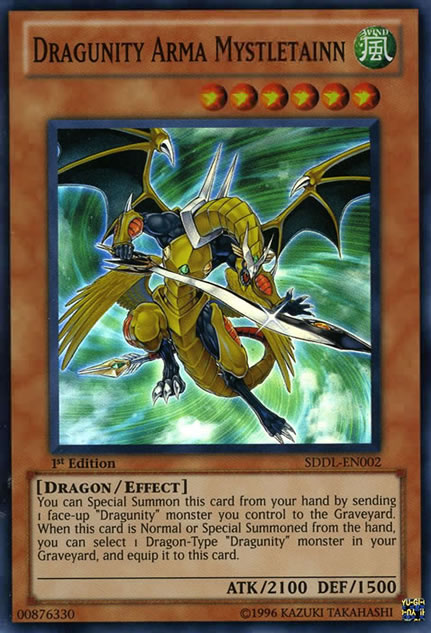 DRAGUNITY ARMA MYSTLETAINN
WIND
風
1st Edition
SDDL-EN002
[DRAGON/EFFECT]
You can Special Summon this card from your hand by sending
1 face-up "Dragunity" monster you control to the Graveyard.
When this card is Normal or Special Summoned from the hand,
you can select 1 Dragon-Type "Dragunity" monster in your
Graveyard, and equip it to this card.
ATK/2100 DEF/1500
00876330
©1996 KAZUKI TAKAHASHI